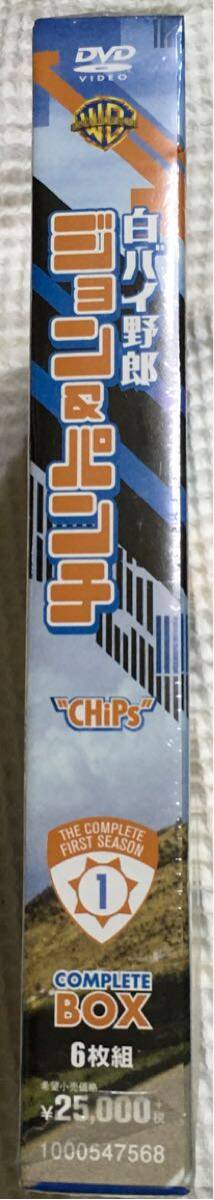 DVD
VIDEO
WB
白バイ野郎
ジョン&パンチ
"CHiPs"
THE COMPLETE
FIRST SEASON
1
COMPLETE
BOX
6枚組
希望小売価格
¥25,000+税
1000547568